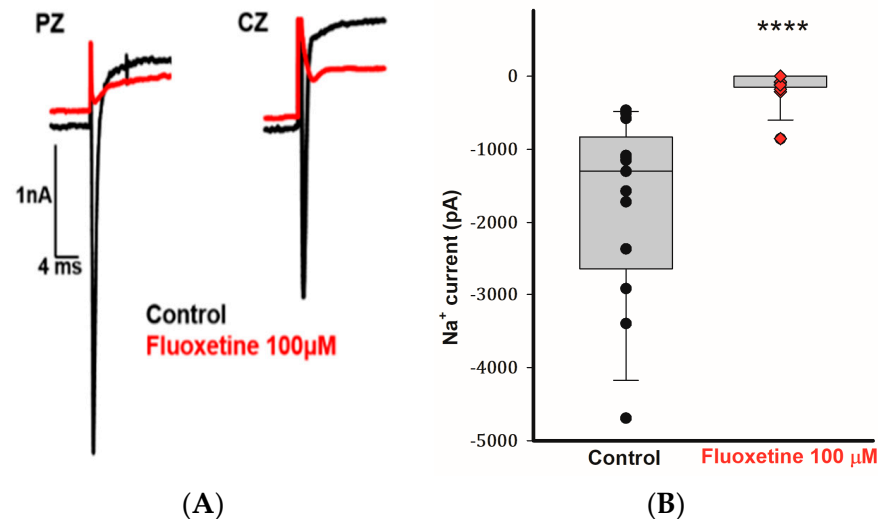 PZ
CZ
1nA
4 ms
Control
Fluoxetine 100µM
(A)
****
0
-1000
-2000
-3000
-4000
-5000
Na⁺ current (pA)
Control
Fluoxetine 100 µM
(B)